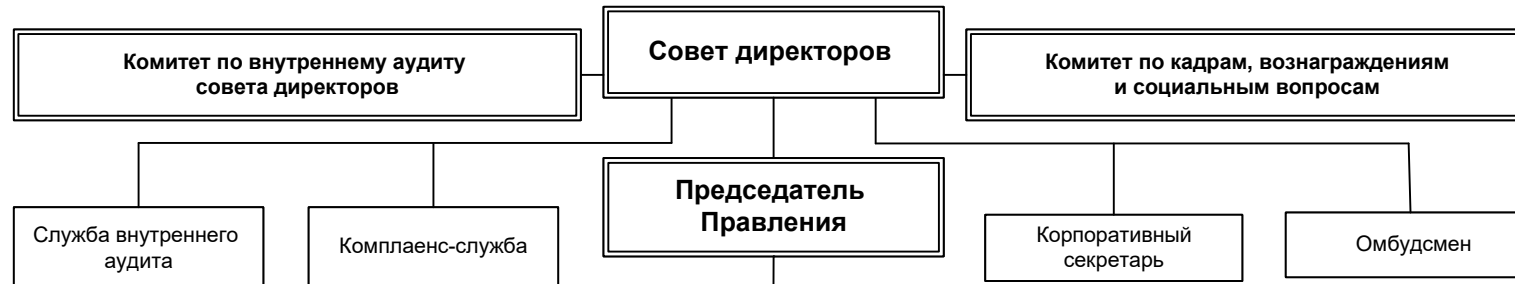 Совет директоров
Комитет по внутреннему аудиту
совета директоров
Комитет по кадрам, вознаграждениям
и социальным вопросам
Председатель
Правления
Служба внутреннего
аудита
Комплаенс-служба
Корпоративный
секретарь
Омбудсмен